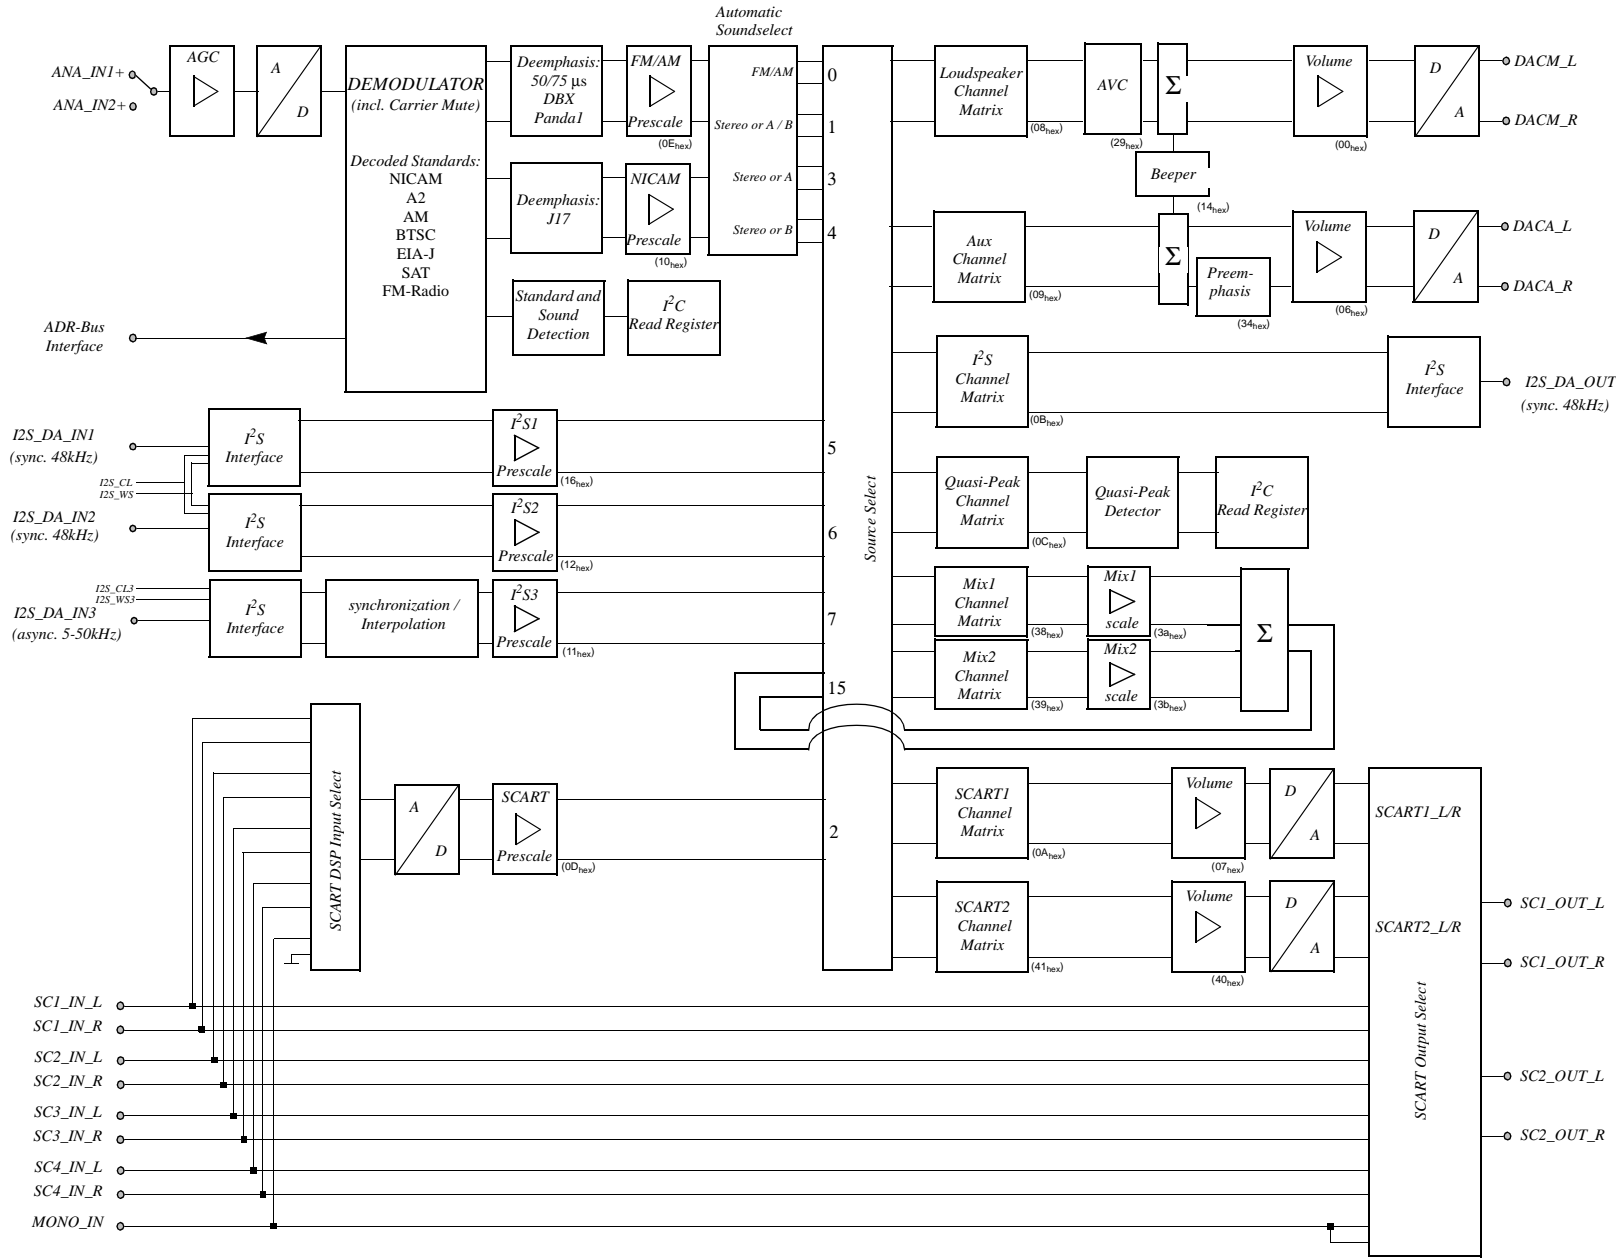 Automatic
Soundselect
ANA_IN1+
ANA_IN2+
AGC
A
D
DEMODULATOR
(incl. Carrier Mute)
Decoded Standards:
NICAM
A2
AM
BTSC
EIA-J
SAT
FM-Radio
Deemphasis:
50/75 µs
DBX
Panda1
FM/AM
Prescale
(0Ehex)
Deemphasis:
J17
NICAM
Prescale
(10hex)
Standard and
Sound
Detection
I²C
Read Register
FM/AM
Stereo or A / B
Stereo or A
Stereo or B
0
1
3
4
5
6
7
15
2
Source Select
Loudspeaker
Channel
Matrix
(08hex)
AVC
(29hex)
Σ
Beeper
(14hex)
Volume
(00hex)
D
A
DACM_L
DACM_R
Aux
Channel
Matrix
(09hex)
Σ
Preem-
phasis
(34hex)
Volume
(06hex)
D
A
DACA_L
DACA_R
ADR-Bus
Interface
I²S
Channel
Matrix
(0Bhex)
I²S
Interface
I2S_DA_OUT
(sync. 48kHz)
I2S_DA_IN1
(sync. 48kHz)
I2S_CL
I2S_WS
I2S_DA_IN2
(sync. 48kHz)
I2S_CL3
I2S_WS3
I2S_DA_IN3
(async. 5-50kHz)
I²S
Interface
I²S1
Prescale
(16hex)
I²S
Interface
I²S2
Prescale
(12hex)
I²S
Interface
synchronization /
Interpolation
I²S3
Prescale
(11hex)
Quasi-Peak
Channel
Matrix
(0Chex)
Quasi-Peak
Detector
I²C
Read Register
Mix1
Channel
Matrix
(38hex)
Mix1
scale
(3ahex)
Mix2
Channel
Matrix
(39hex)
Mix2
scale
(3bhex)
Σ
SCART DSP Input Select
A
D
SCART
Prescale
(0Dhex)
SCART1
Channel
Matrix
(0Ahex)
Volume
(07hex)
D
A
SCART1_L/R
SCART2
Channel
Matrix
(41hex)
Volume
(40hex)
D
A
SCART2_L/R
SCART Output Select
SC1_OUT_L
SC1_OUT_R
SC2_OUT_L
SC2_OUT_R
SC1_IN_L
SC1_IN_R
SC2_IN_L
SC2_IN_R
SC3_IN_L
SC3_IN_R
SC4_IN_L
SC4_IN_R
MONO_IN